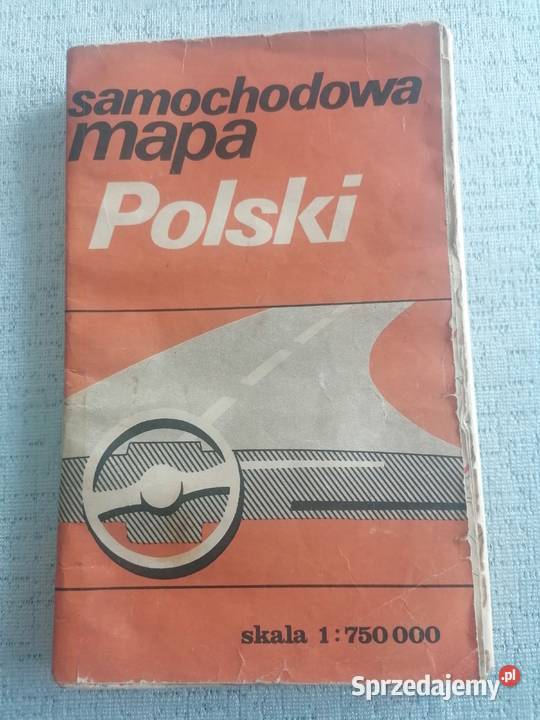 samochodowa
mapa
Polski
skala 1:750 000
Sprzedajemy.pl